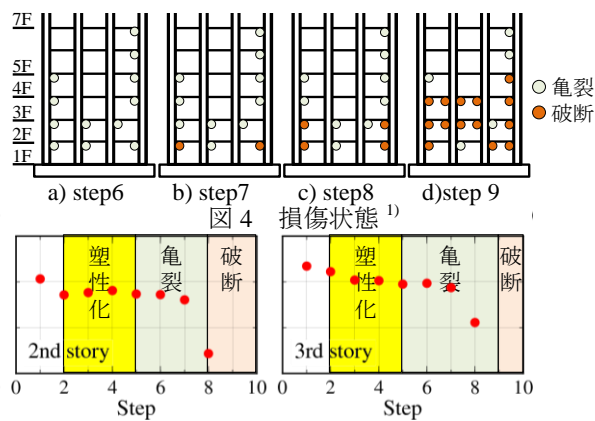 7F
5F
4F
3F
2F
1F
亀裂
破断
a) step6
b) step7
c) step8
d)step 9
図 4 損傷状態 1)
塑性化
亀裂
破断
2nd story
0 2 4 6 8 10
Step
塑性化
亀裂
破断
3rd story
0 2 4 6 8 10
Step